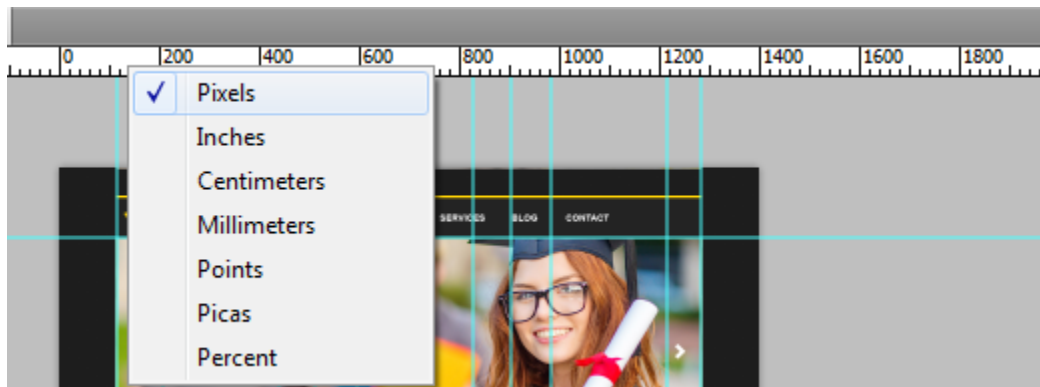 0 200 400 600 800 1000 1200 1400 1600 1800
Pixels
Inches
Centimeters
Millimeters
Points
Picas
Percent
SERVICES BLOG CONTACT